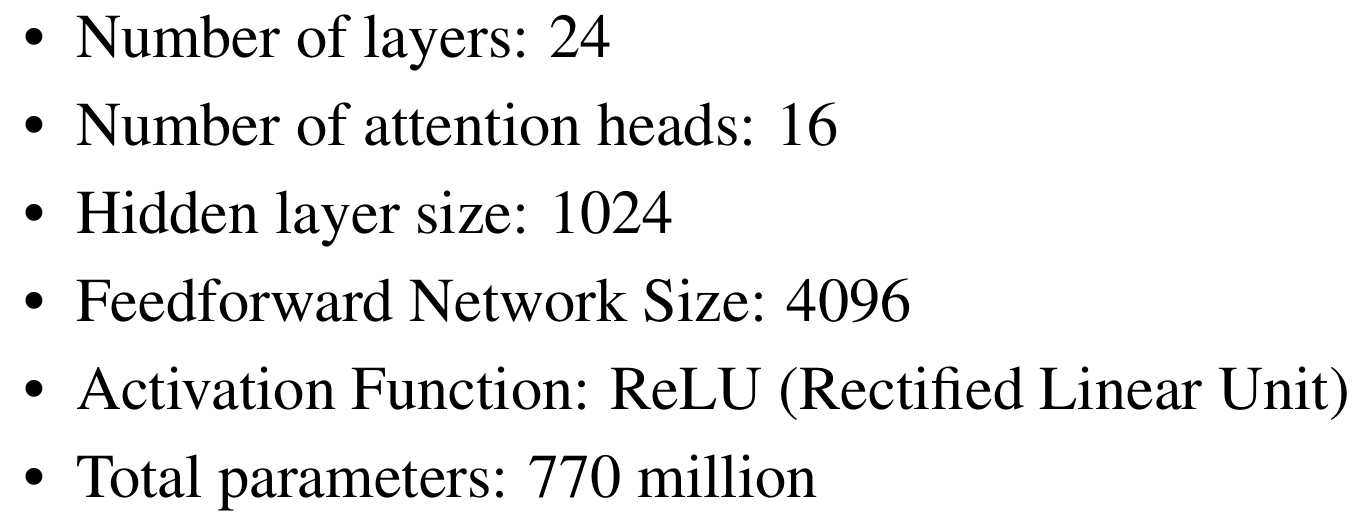 • Number of layers: 24
• Number of attention heads: 16
• Hidden layer size: 1024
• Feedforward Network Size: 4096
• Activation Function: ReLU (Rectified Linear Unit)
• Total parameters: 770 million